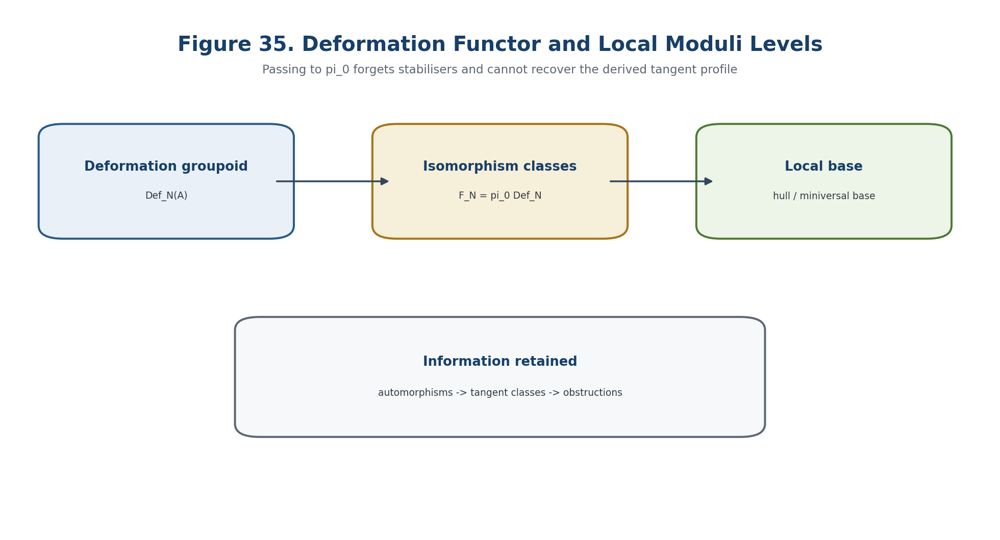 Figure 35. Deformation Functor and Local Moduli Levels
Passing to pi_0 forgets stabilisers and cannot recover the derived tangent profile
Deformation groupoid
Def_N(A)
Isomorphism classes
F_N = pi_0 Def_N
Local base
hull / miniversal base
Information retained
automorphisms -> tangent classes -> obstructions